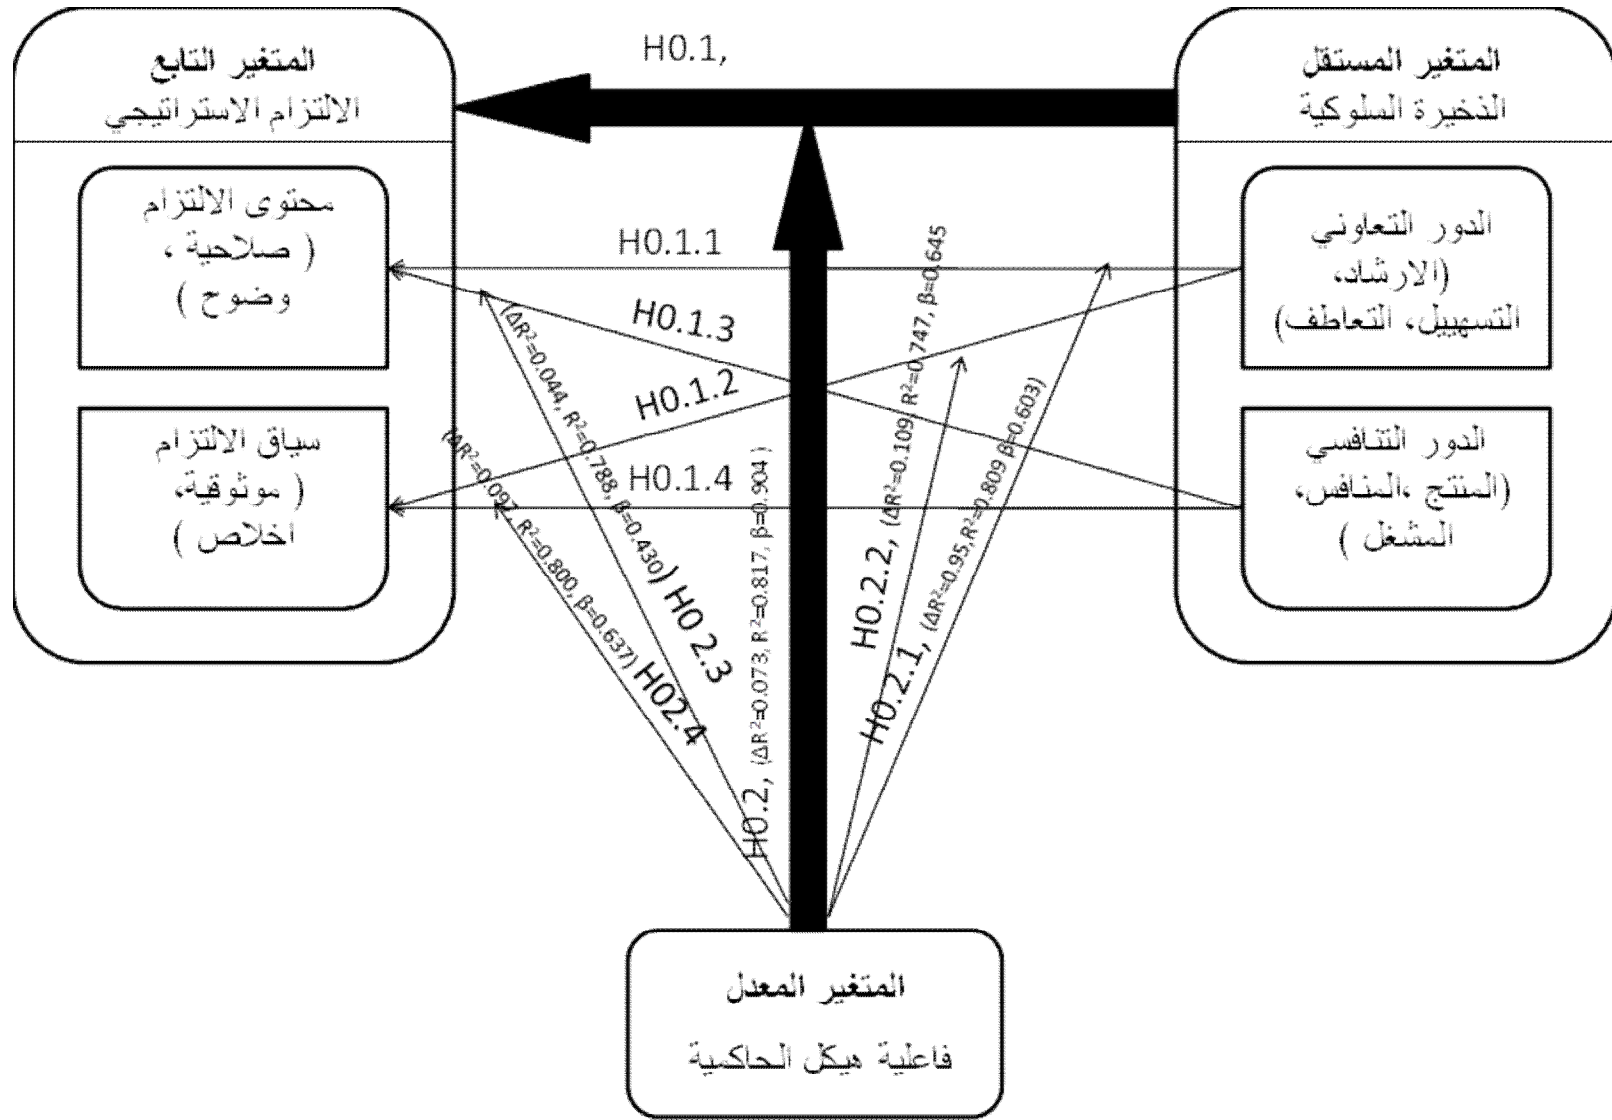 H0.1,
المتغير المستقل
الذخيرة السلوكية
الدور التعاوني
(الارشاد،
التسهييل، التعاطف)
الدور التنافسي
(المنتج ،المنافس،
المشغل )
المتغير التابع
الالتزام الاستراتيجي
محتوى الالتزام
( صلاحية ،
وضوح )
سياق الالتزام
( موثوقية،
اخلاص )
H0.1.1
H0.1.3
H0.1.2
H0.1.4
(ΔR²=0.044, R²=0.788, β=0.430) H0 2.3
(ΔR²=0.097, R²=0.800, β=0.637) H02.4
H0.2, (ΔR²=0.073, R²=0.817, β=0.904 )
H0.2.2, (ΔR²=0.109, R²=0.747, β=0.645
H0.2.1, (ΔR²=0.95,R²=0.809 β=0.603)
المتغير المعدل
فاعلية هيكل الحاكمية